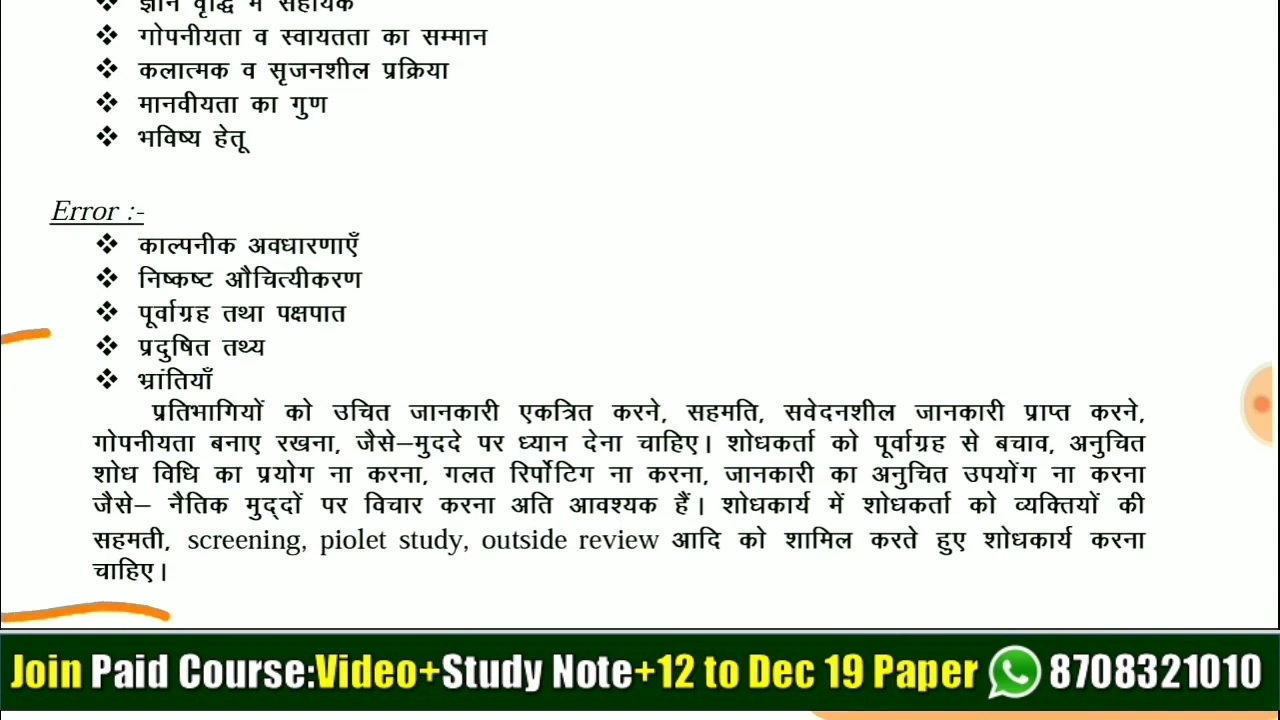 ❖ ज्ञान वृद्धि में सहायक
❖ गोपनीयता व स्वायतता का सम्मान
❖ कलात्मक व सृजनशील प्रक्रिया
❖ मानवीयता का गुण
❖ भविष्य हेतू
Error :-
❖ काल्पनीक अवधारणाएँ
❖ निष्कष्ट औचित्यीकरण
❖ पूर्वाग्रह तथा पक्षपात
❖ प्रदुषित तथ्य
❖ भ्रांतियाँ
प्रतिभागियों को उचित जानकारी एकत्रित करने, सहमति, सवेदनशील जानकारी प्राप्त करने,
गोपनीयता बनाए रखना, जैसे–मुददे पर ध्यान देना चाहिए। शोधकर्ता को पूर्वाग्रह से बचाव, अनुचित
शोध विधि का प्रयोग ना करना, गलत रिर्पोटिग ना करना, जानकारी का अनुचित उपयोंग ना करना
जैसे– नैतिक मुद्दों पर विचार करना अति आवश्यक हैं। शोधकार्य में शोधकर्ता को व्यक्तियों की
सहमती, screening, piolet study, outside review आदि को शामिल करते हुए शोधकार्य करना
चाहिए।
Join Paid Course:Video+Study Note+12 to Dec 19 Paper 8708321010